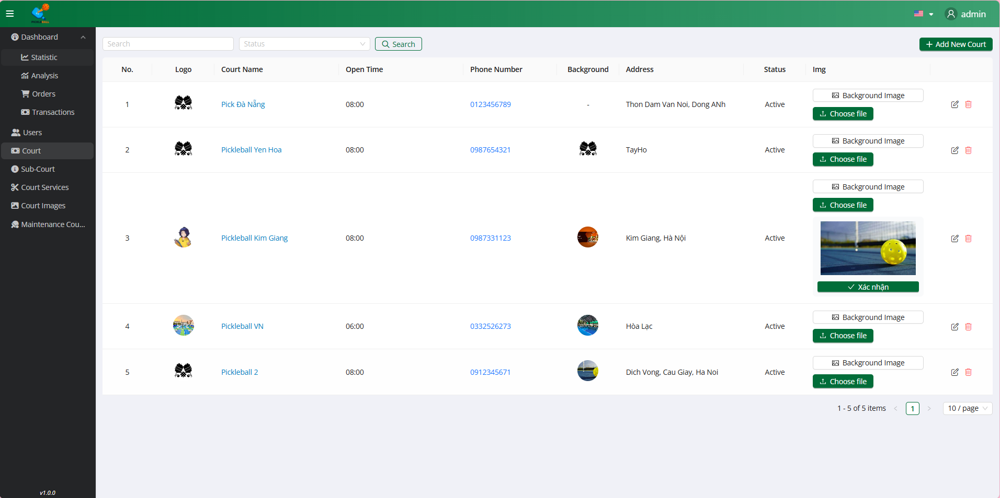 PICKLEBALL
admin
Dashboard
Statistic
Analysis
Orders
Transactions
Users
Court
Sub-Court
Court Services
Court Images
Maintenance Cou...
v1.0.0
Search Status Search Add New Court
No. Logo Court Name Open Time Phone Number Background Address Status Img
1 Pick Đà Nẵng 08:00 0123456789 - Thon Dam Van Noi, Dong ANh Active
Background Image
Choose file
2 Pickleball Yen Hoa 08:00 0987654321 TayHo Active
Background Image
Choose file
3 Pickleball Kim Giang 08:00 0987331123 Kim Giang, Hà Nội Active
Background Image
Choose file
Xác nhận
4 Pickleball VN 06:00 0332526273 Hòa Lạc Active
Background Image
Choose file
5 Pickleball 2 08:00 0912345671 Dich Vong, Cau Giay, Ha Noi Active
Background Image
Choose file
1 - 5 of 5 items < 1 > 10 / page